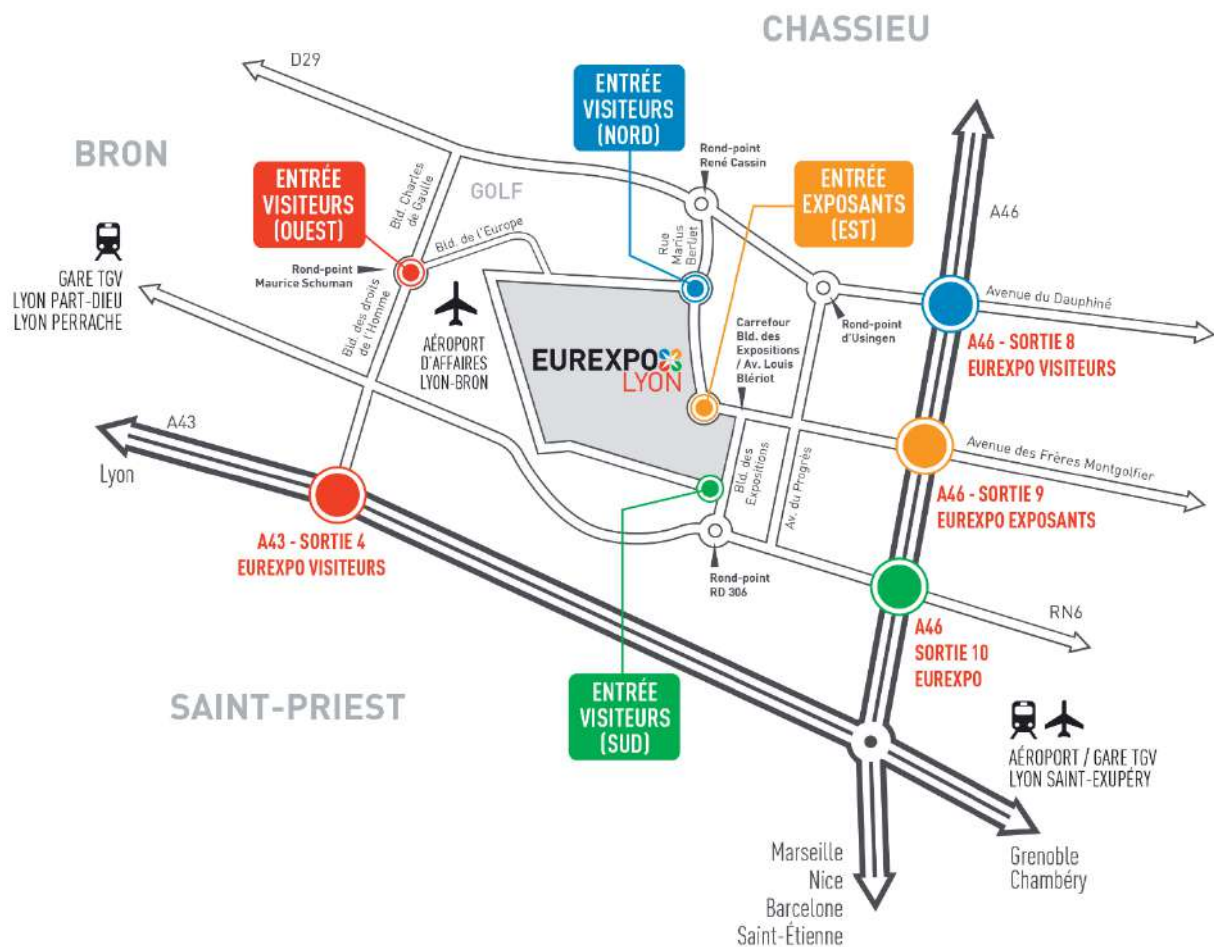 CHASSIEU
D29
ENTRÉE
VISITEURS
(NORD)
BRON
Rond-point
René Cassin
ENTRÉE
VISITEURS
(OUEST)
Bld. Charles
de Gaulle
GOLF
ENTRÉE
EXPOSANTS
(EST)
A46
Bld. de l'Europe
Rue
Marius
Berliet
GARE TGV
LYON PART-DIEU
LYON PERRACHE
Rond-point
Maurice Schuman
Bld. des droits
de l'Homme
AÉROPORT
D'AFFAIRES
LYON-BRON
Avenue du Dauphiné
Carrefour
Bld. des
Expositions
/ Av. Louis
Blériot
Rond-point
d'Usingen
A46 - SORTIE 8
EUREXPO VISITEURS
EUREXPO
LYON
A43
Lyon
Avenue des Frères Montgolfier
Bld. des
Expositions
Av. du Progrès
A46 - SORTIE 9
EUREXPO EXPOSANTS
A43 - SORTIE 4
EUREXPO VISITEURS
Rond-point
RD 306
RN6
A46
SORTIE 10
EUREXPO
SAINT-PRIEST
ENTRÉE
VISITEURS
(SUD)
AÉROPORT / GARE TGV
LYON SAINT-EXUPÉRY
Marseille
Nice
Barcelone
Saint-Étienne
Grenoble
Chambéry